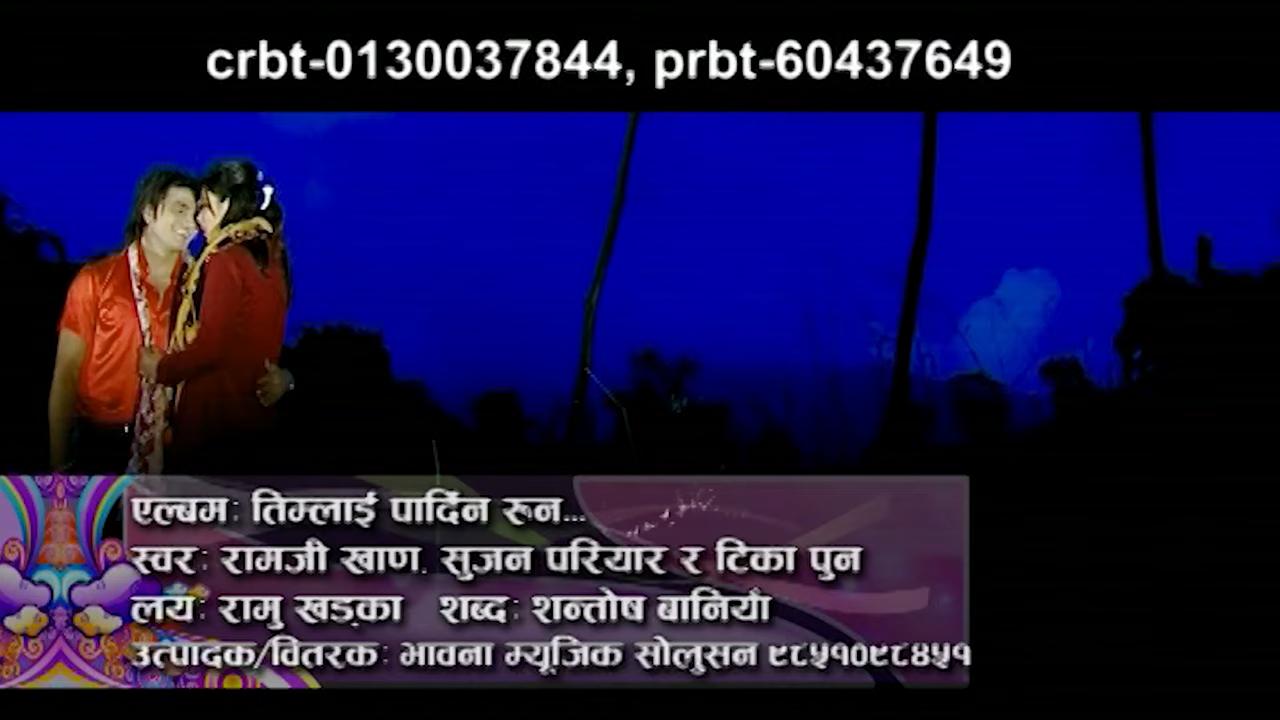 crbt-0130037844, prbt-60437649
एल्बमः तिम्लाई पार्दिन रून...
स्वरः रामजी खाण. सुजन परियार र टिका पुन
लयः रामु खड्का शब्दः शन्तोष बानियाँ
उत्पादक/वितरकः भावना म्यूजिक सोलुसन ९८५१०९८४५१